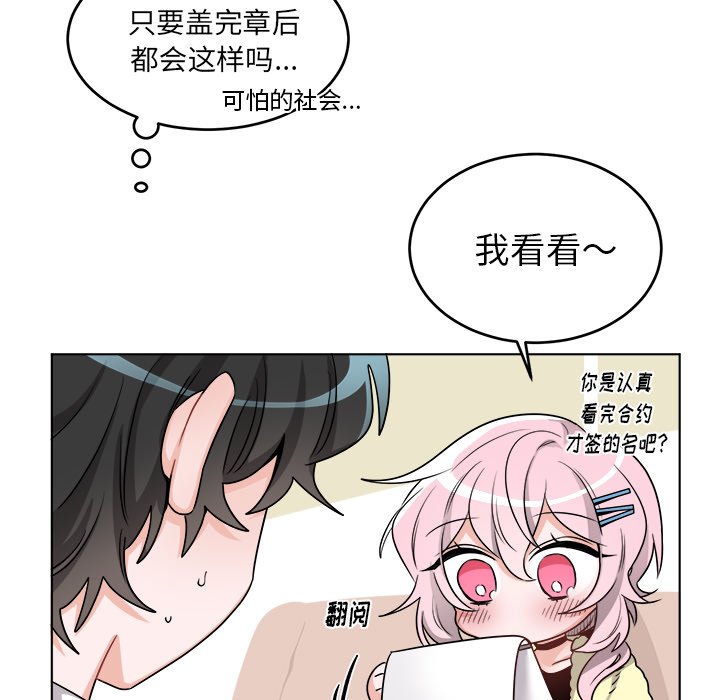 只要盖完章后
都会这样吗...
可怕的社会...
我看看～
你是认真
看完合约
才签的名吧?
翻阅